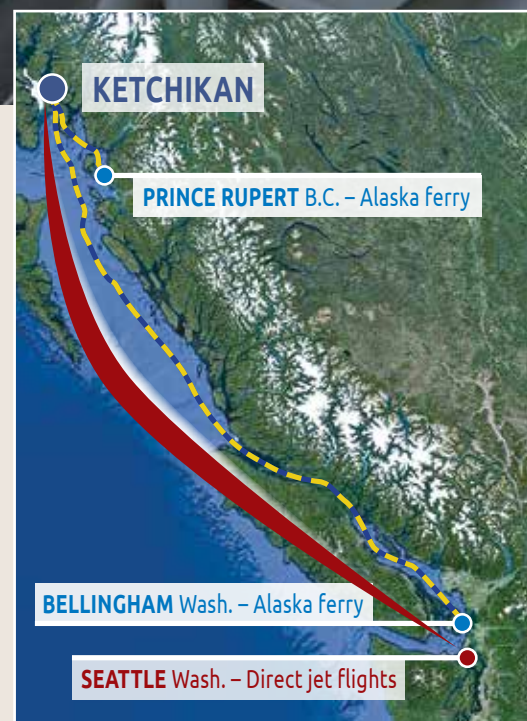 KETCHIKAN
PRINCE RUPERT B.C. – Alaska ferry
BELLINGHAM Wash. – Alaska ferry
SEATTLE Wash. – Direct jet flights